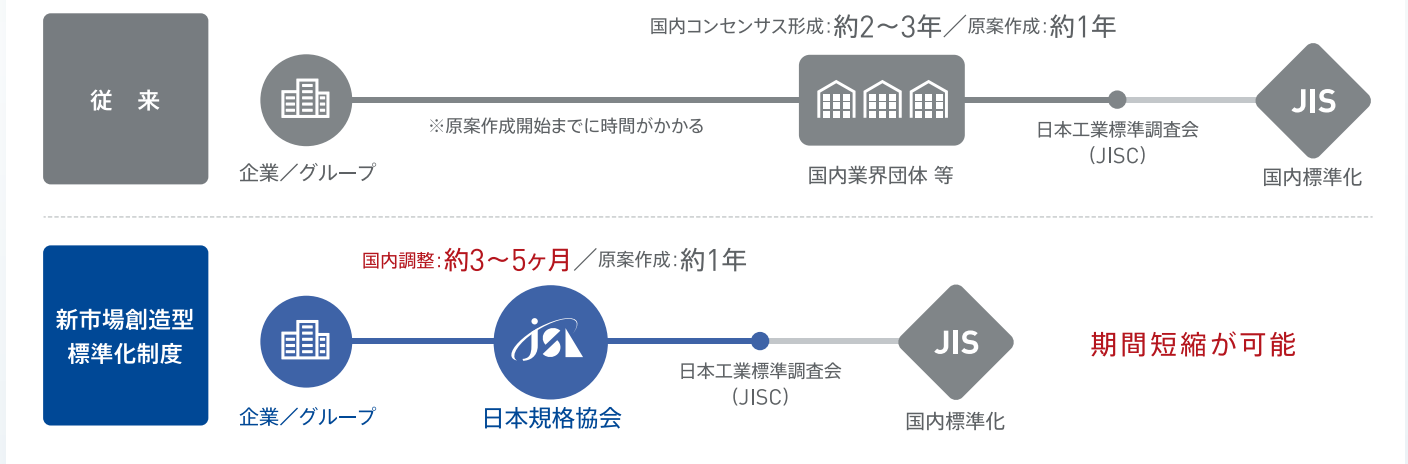 国内コンセンサス形成:約2～3年／原案作成:約1年
従　来
JIS
※原案作成開始までに時間がかかる
日本工業標準調査会
(JISC)
企業／グループ
国内業界団体 等
国内標準化
国内調整:約3～5ヶ月／原案作成:約1年
新市場創造型
標準化制度
jSA
JIS
期間短縮が可能
日本工業標準調査会
(JISC)
企業／グループ
日本規格協会
国内標準化